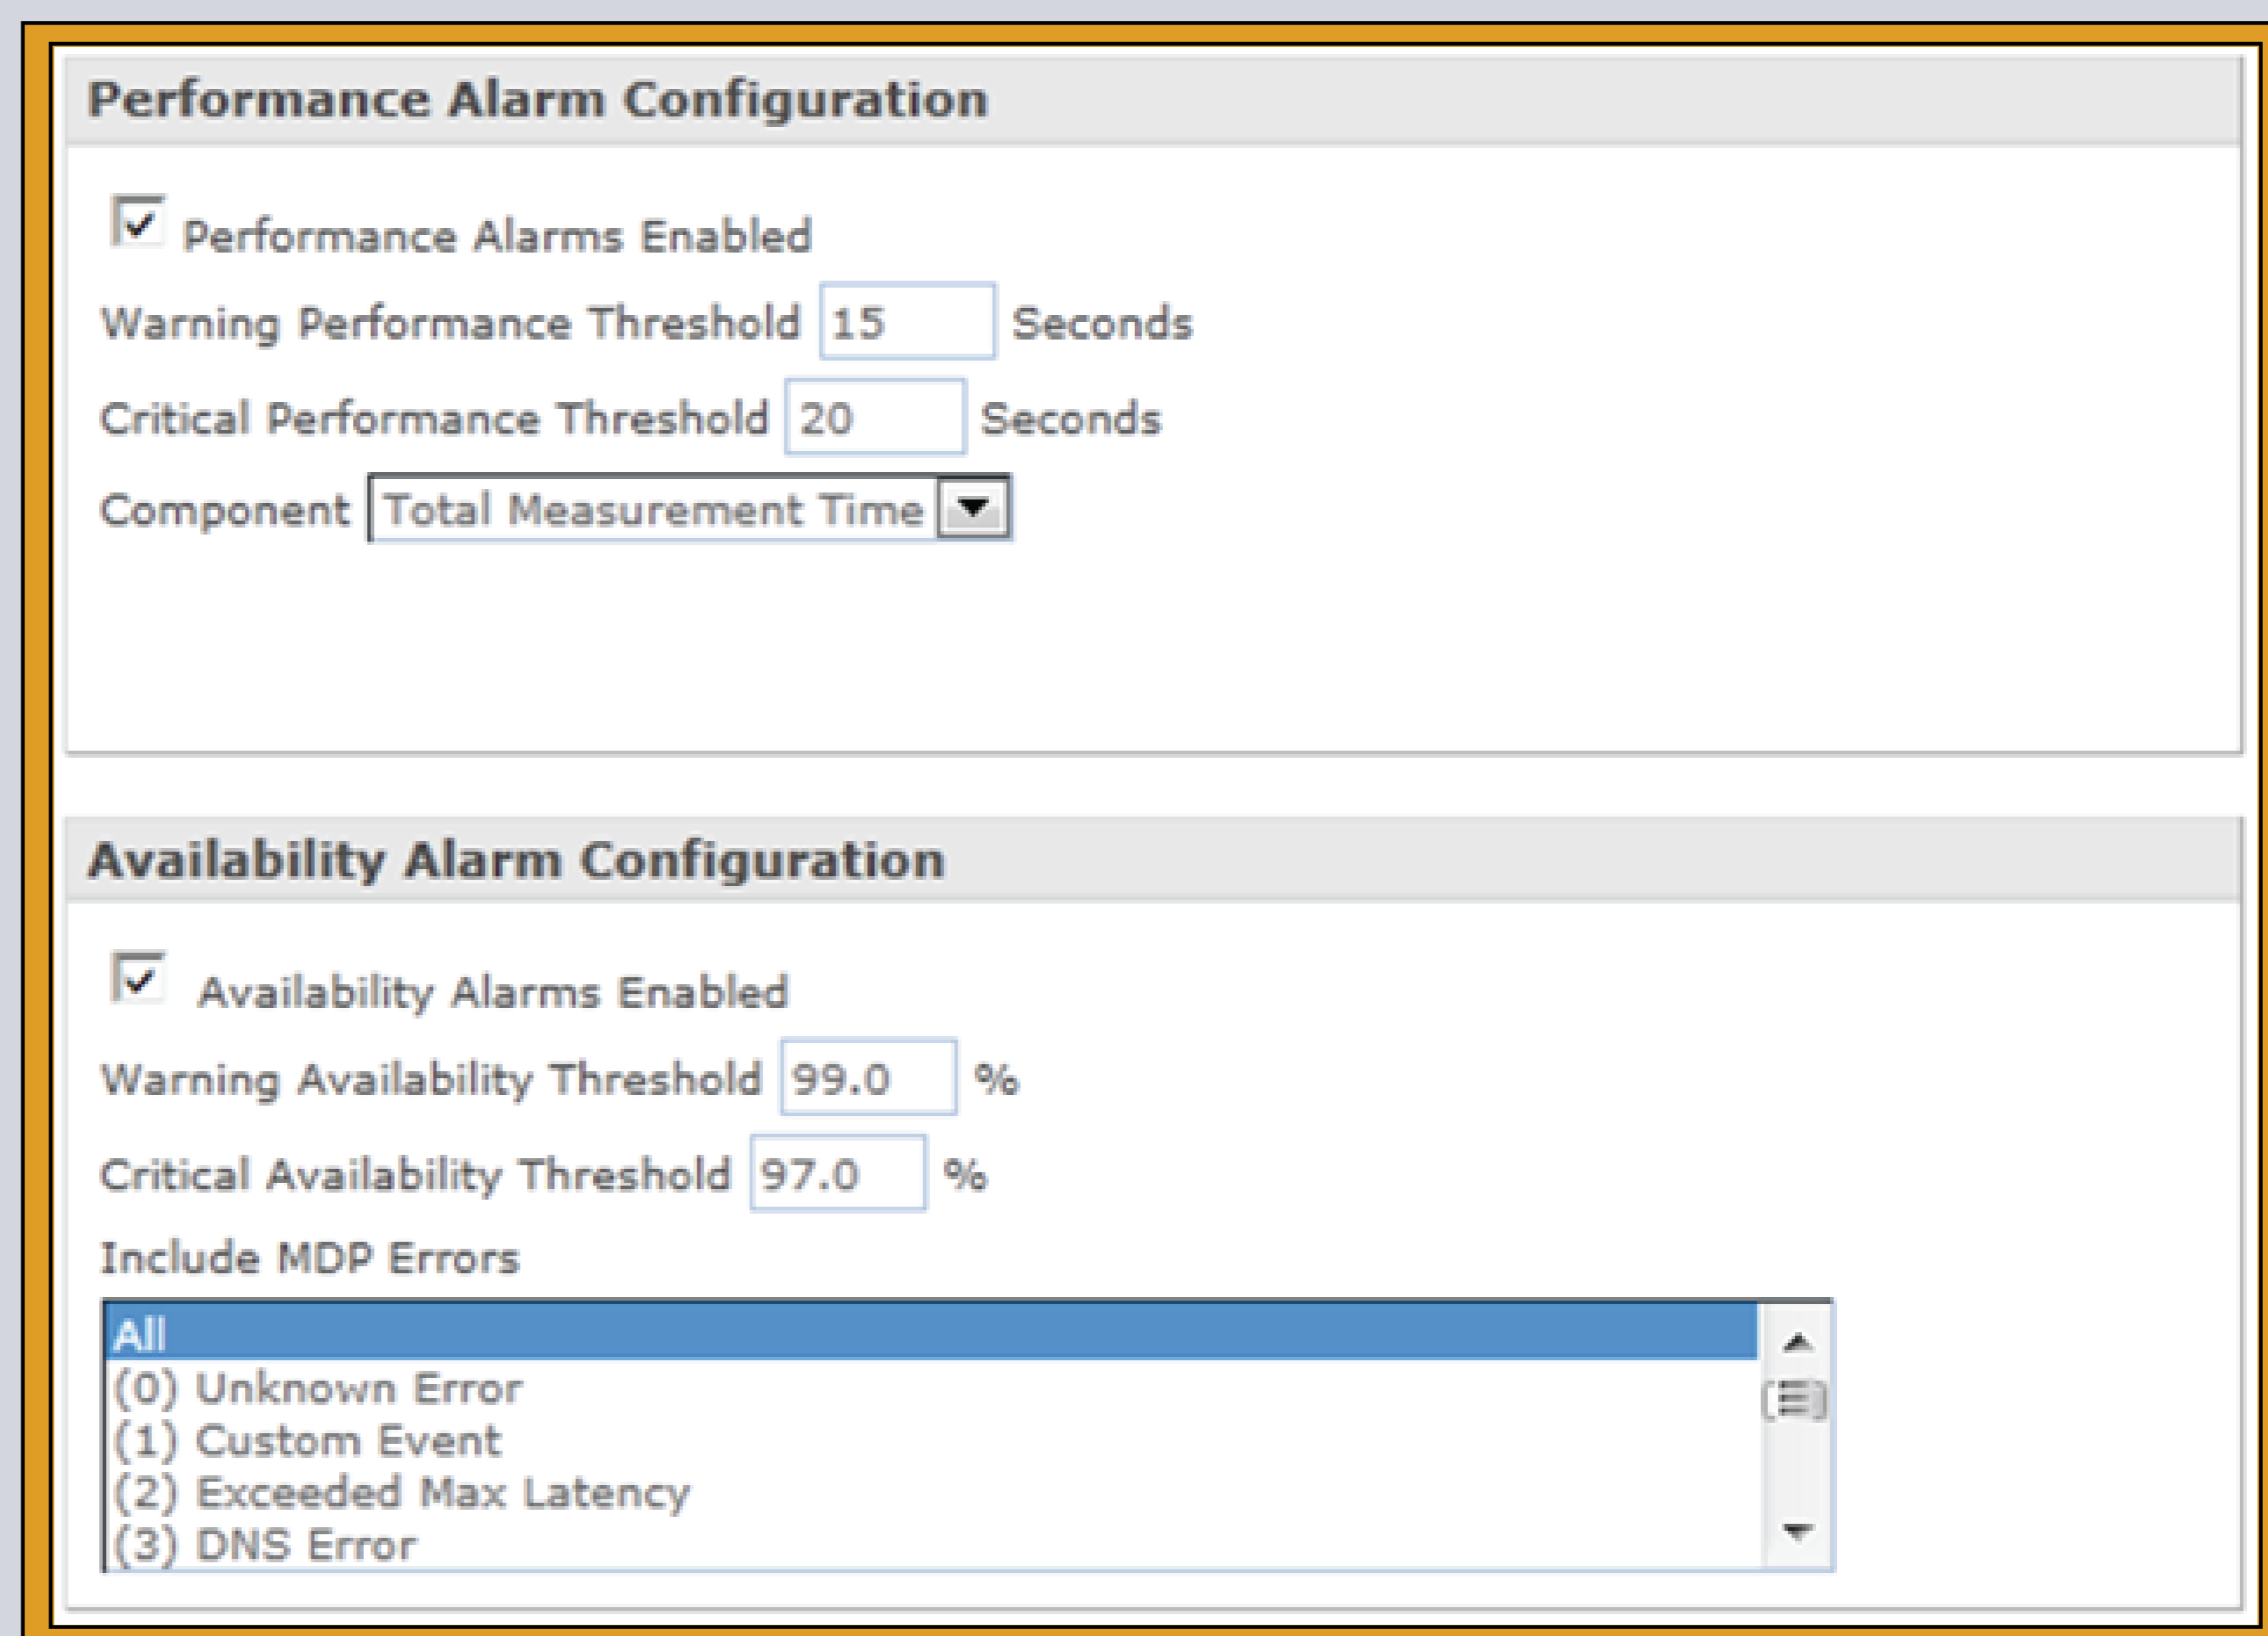 Performance Alarm Configuration
Performance Alarms Enabled
Warning Performance Threshold 15 Seconds
Critical Performance Threshold 20 Seconds
Component Total Measurement Time
Availability Alarm Configuration
Availability Alarms Enabled
Warning Availability Threshold 99.0 %
Critical Availability Threshold 97.0 %
Include MDP Errors
All
(0) Unknown Error
(1) Custom Event
(2) Exceeded Max Latency
(3) DNS Error